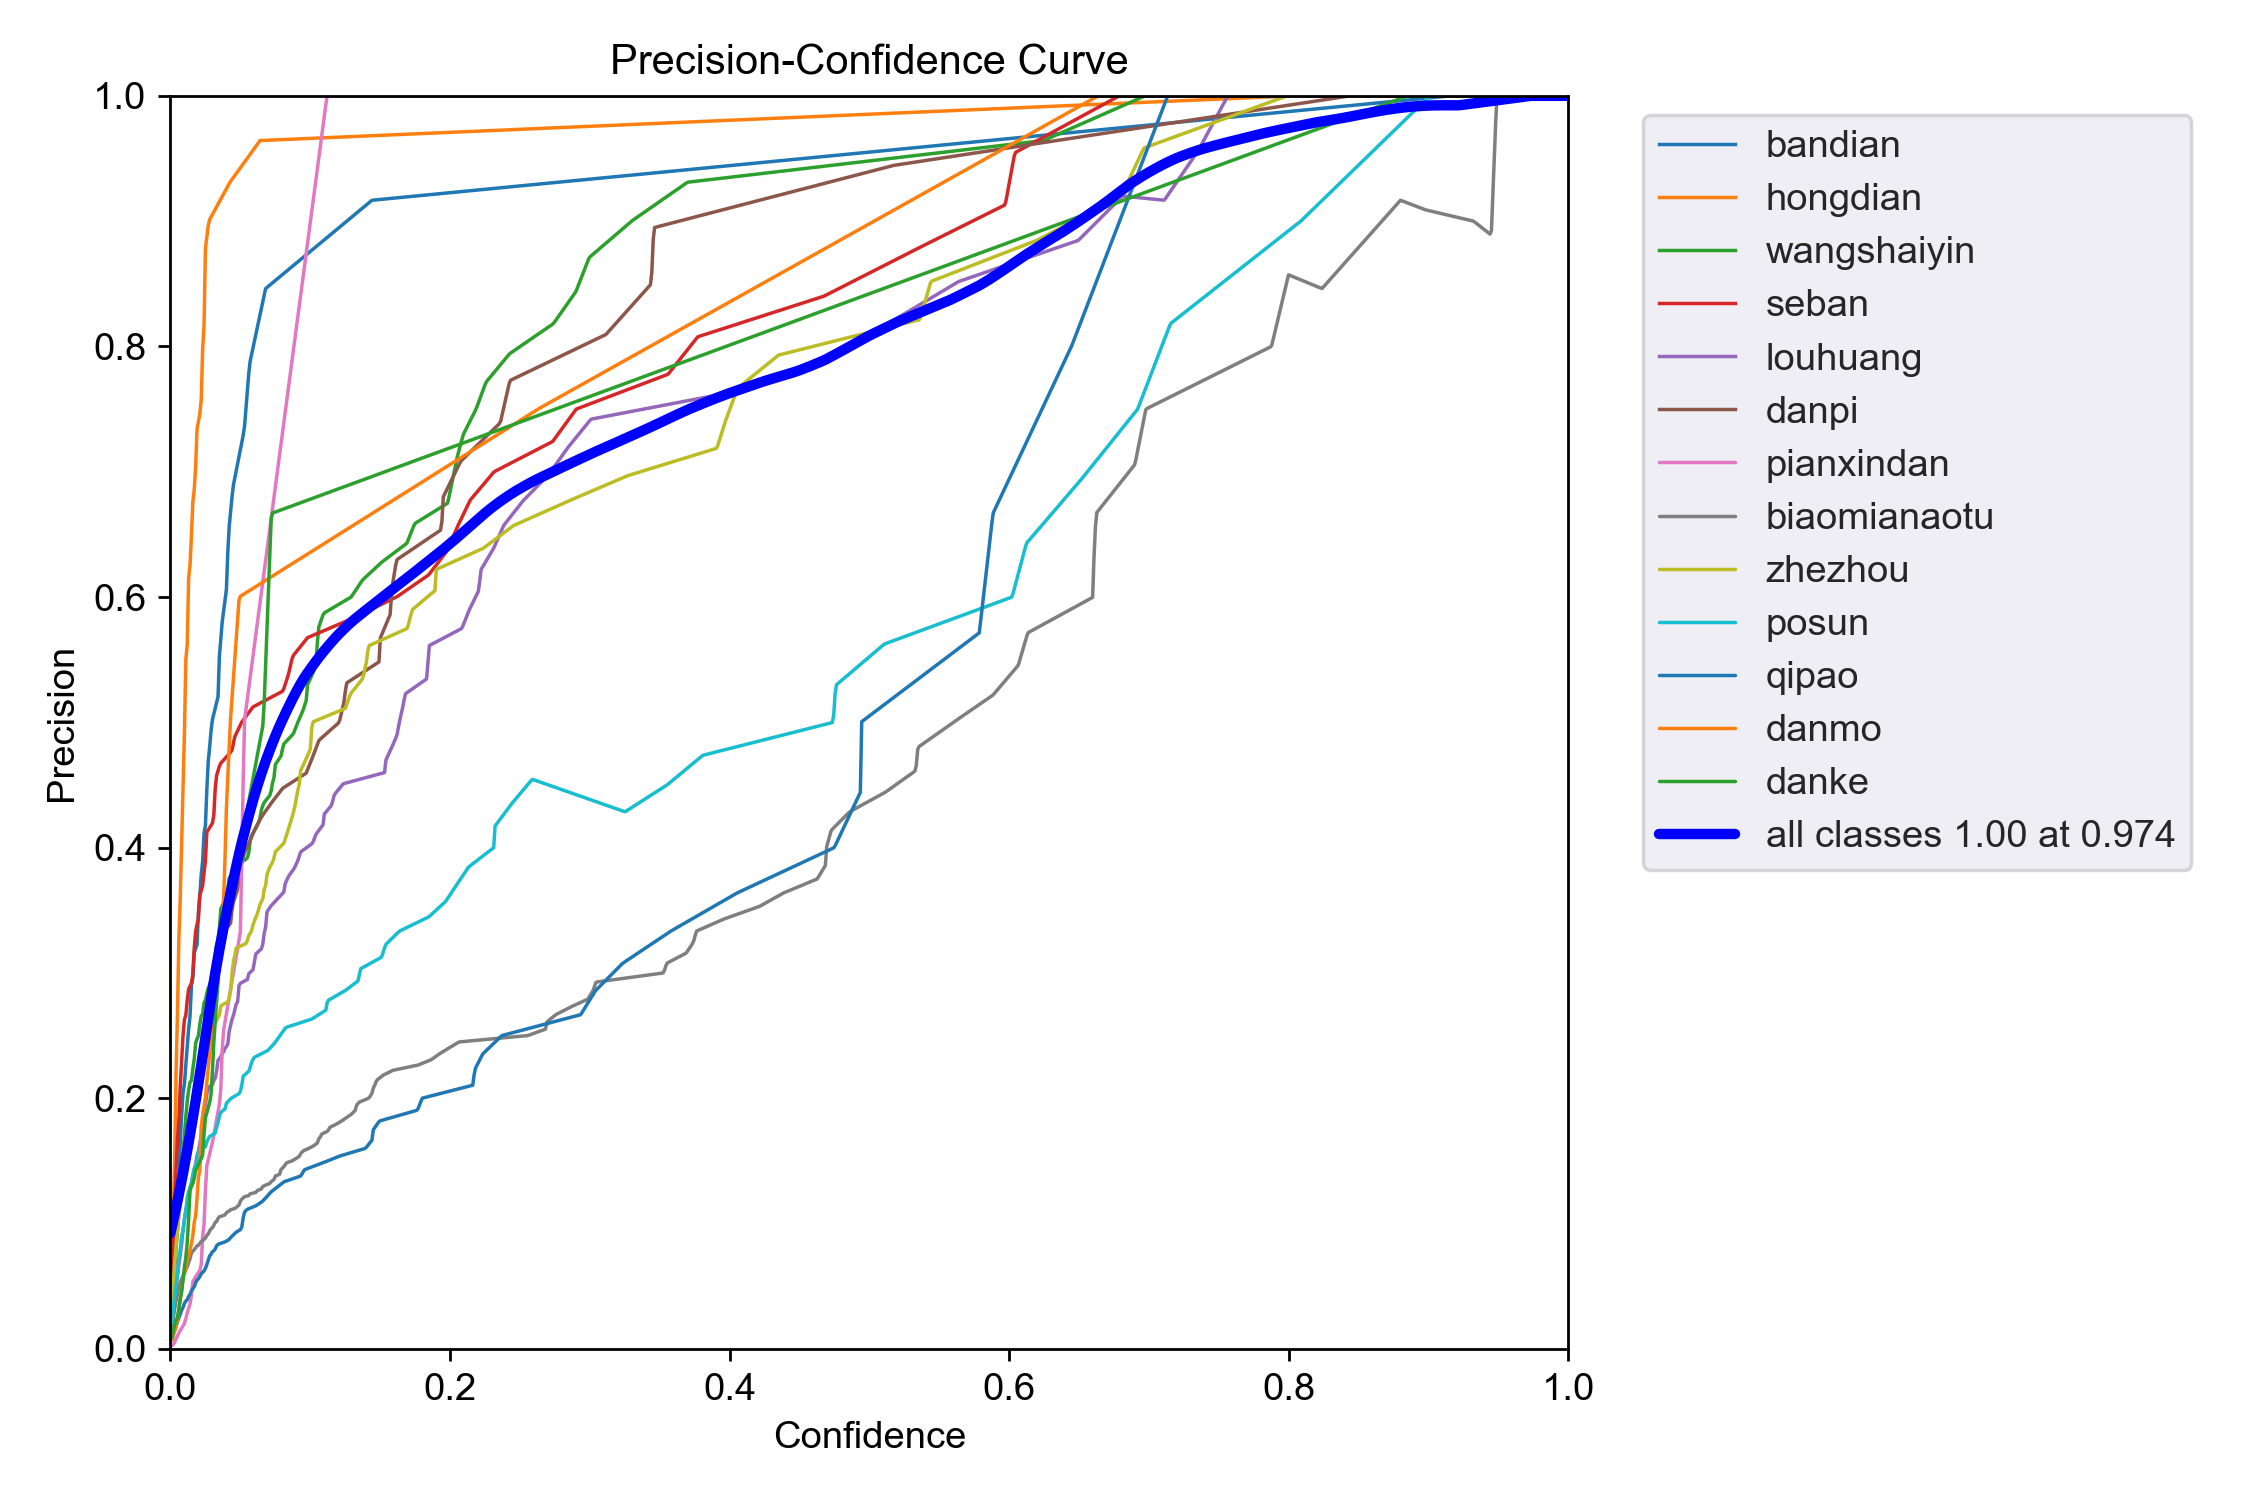 Precision-Confidence Curve
1.0
0.8
0.6
0.4
0.2
0.0
Precision
0.0 0.2 0.4 0.6 0.8 1.0
Confidence
bandian
hongdian
wangshaiyin
seban
louhuang
danpi
pianxindan
biaomianaotu
zhezhou
posun
qipao
danmo
danke
all classes 1.00 at 0.974